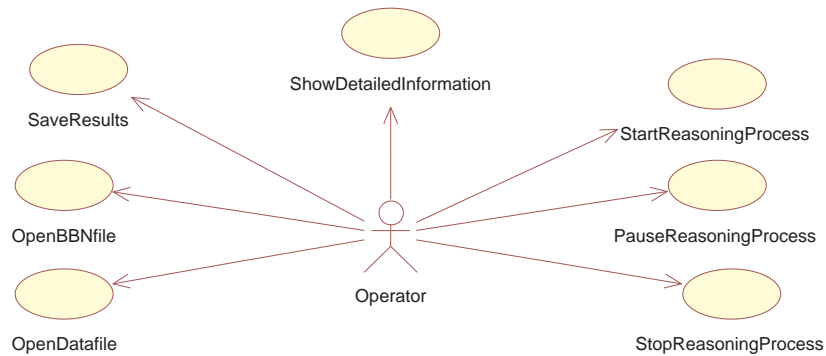 ShowDetailedInformation
SaveResults
StartReasoningProcess
OpenBBNfile
PauseReasoningProcess
Operator
OpenDatafile
StopReasoningProcess